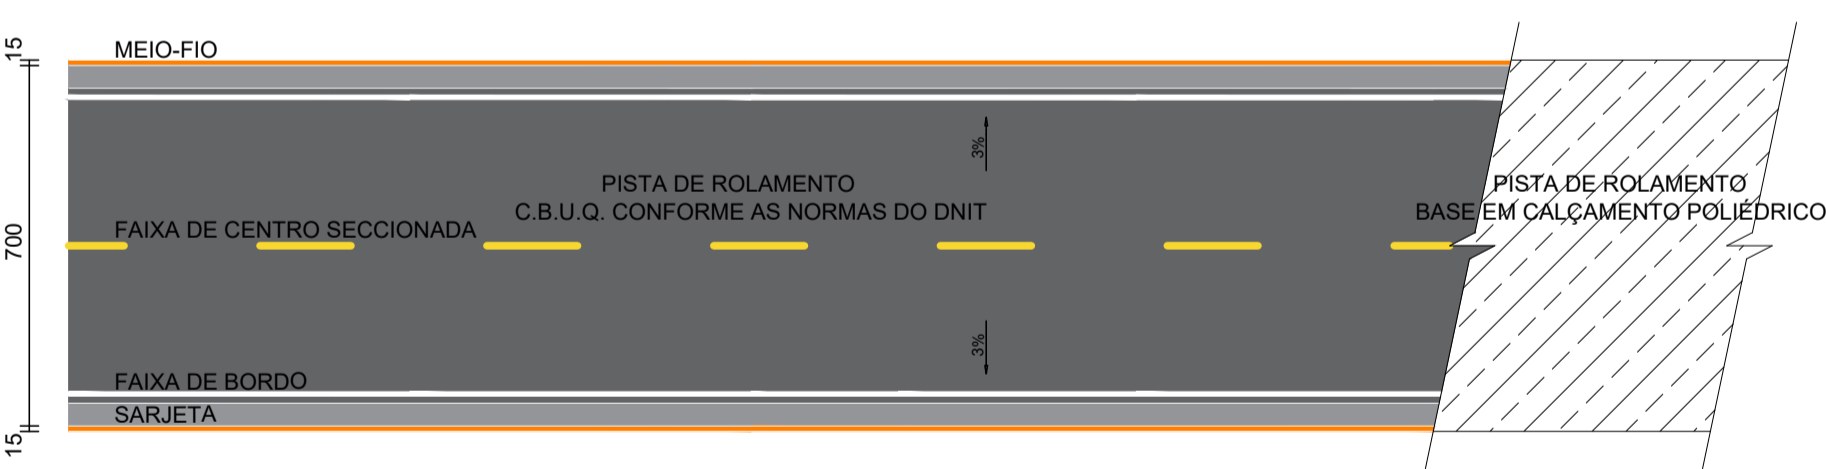 15
MEIO-FIO
3%
PISTA DE ROLAMENTO
C.B.U.Q. CONFORME AS NORMAS DO DNIT
PISTA DE ROLAMENTO
BASE EM CALÇAMENTO POLIÉDRICO
FAIXA DE CENTRO SECCIONADA
700
3%
FAIXA DE BORDO
SARJETA
15